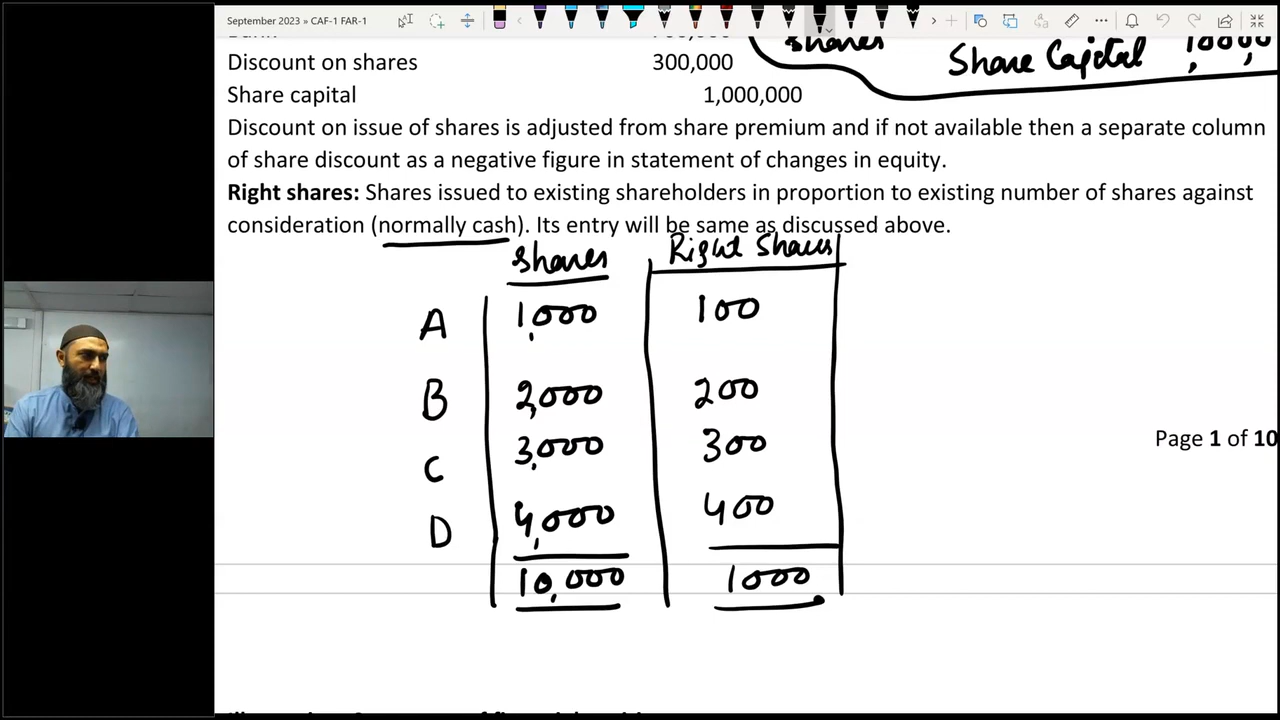 September 2023 » CAF-1 FAR-1
Discount on shares 300,000
shares Share Capital
Share capital 1,000,000
Discount on issue of shares is adjusted from share premium and if not available then a separate column
of share discount as a negative figure in statement of changes in equity.
Right shares: Shares issued to existing shareholders in proportion to existing number of shares against
consideration (normally cash). Its entry will be same as discussed above.
shares Right Shares
A 1,000 100
B 2,000 200
C 3,000 300
D 4,000 400
10,000 1000
Page 1 of 10